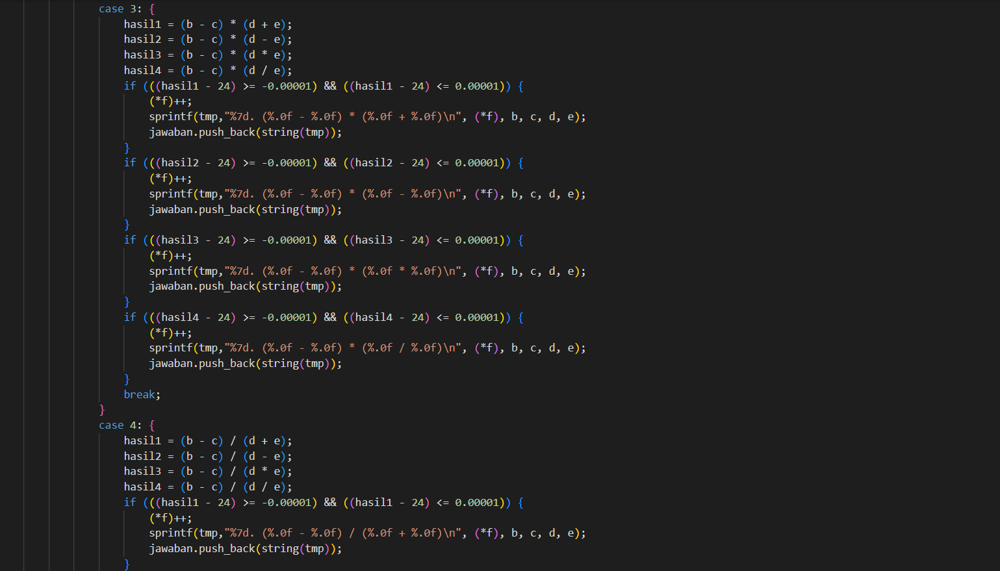 case 3: {
hasil1 = (b - c) * (d + e);
hasil2 = (b - c) * (d - e);
hasil3 = (b - c) * (d * e);
hasil4 = (b - c) * (d / e);
if (((hasil1 - 24) >= -0.00001) && ((hasil1 - 24) <= 0.00001)) {
(*f)++;
sprintf(tmp,"%7d. (%.0f - %.0f) * (%.0f + %.0f)\n", (*f), b, c, d, e);
jawaban.push_back(string(tmp));
}
if (((hasil2 - 24) >= -0.00001) && ((hasil2 - 24) <= 0.00001)) {
(*f)++;
sprintf(tmp,"%7d. (%.0f - %.0f) * (%.0f - %.0f)\n", (*f), b, c, d, e);
jawaban.push_back(string(tmp));
}
if (((hasil3 - 24) >= -0.00001) && ((hasil3 - 24) <= 0.00001)) {
(*f)++;
sprintf(tmp,"%7d. (%.0f - %.0f) * (%.0f * %.0f)\n", (*f), b, c, d, e);
jawaban.push_back(string(tmp));
}
if (((hasil4 - 24) >= -0.00001) && ((hasil4 - 24) <= 0.00001)) {
(*f)++;
sprintf(tmp,"%7d. (%.0f - %.0f) * (%.0f / %.0f)\n", (*f), b, c, d, e);
jawaban.push_back(string(tmp));
}
break;
}
case 4: {
hasil1 = (b - c) / (d + e);
hasil2 = (b - c) / (d - e);
hasil3 = (b - c) / (d * e);
hasil4 = (b - c) / (d / e);
if (((hasil1 - 24) >= -0.00001) && ((hasil1 - 24) <= 0.00001)) {
(*f)++;
sprintf(tmp,"%7d. (%.0f - %.0f) / (%.0f + %.0f)\n", (*f), b, c, d, e);
jawaban.push_back(string(tmp));
}